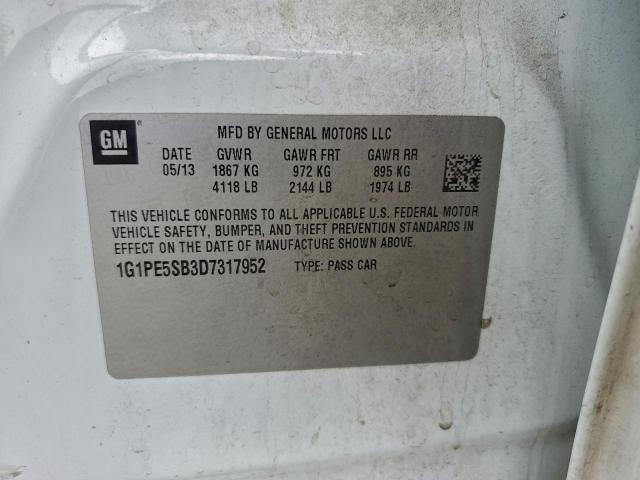 GM ®
MFD BY GENERAL MOTORS LLC
DATE GVWR GAWR FRT GAWR RR
05/13 1867 KG 972 KG 895 KG
4118 LB 2144 LB 1974 LB
THIS VEHICLE CONFORMS TO ALL APPLICABLE U.S. FEDERAL MOTOR
VEHICLE SAFETY, BUMPER, AND THEFT PREVENTION STANDARDS IN
EFFECT ON THE DATE OF MANUFACTURE SHOWN ABOVE.
1G1PE5SB3D7317952 TYPE: PASS CAR